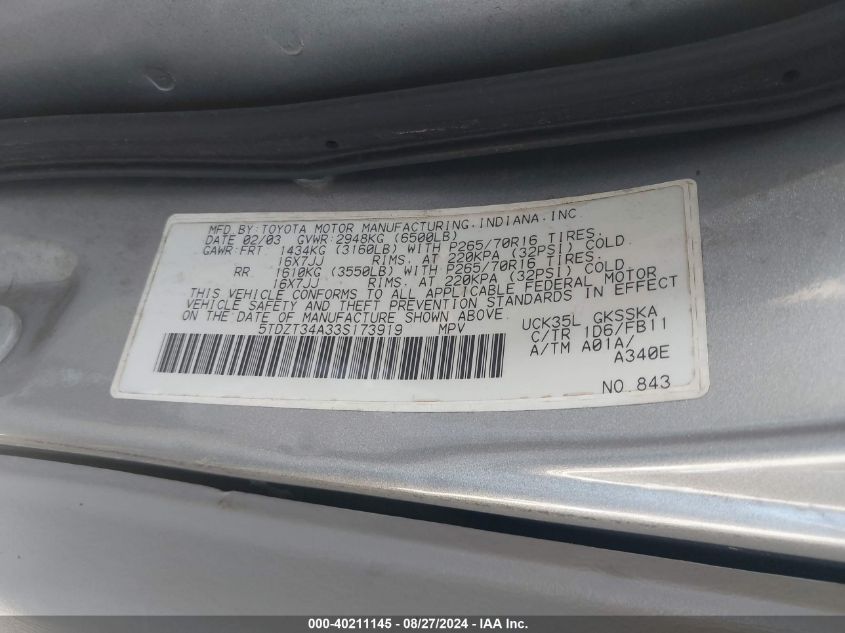 MFD.BY:TOYOTA MOTOR MANUFACTURING,INDIANA.INC.
DATE 02/03 GVWR:2948KG (6500LB)
GAWR:FRT. 1434KG (3160LB) WITH P265/70R16 TIRES.
16X7JJ RIMS. AT 220KPA (32PSI) COLD
RR. 1610KG (3550LB) WITH P265/70R16 TIRES.
16X7JJ RIMS. AT 220KPA (32PSI) COLD
THIS VEHICLE CONFORMS TO ALL APPLICABLE FEDERAL MOTOR
VEHICLE SAFETY AND THEFT PREVENTION STANDARDS IN EFFECT
ON THE DATE OF MANUFACTURE SHOWN ABOVE.
5TDZT34A33S173919 MPV
UCK35L GKSSKA
C/TR 1D6/FB11
A/TM A01A/
A340E
NO.843
000-40211145 - 08/27/2024 - IAA Inc.